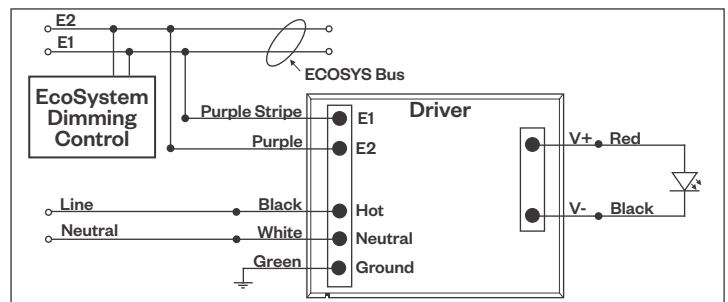 E2
E1
ECOSYS Bus
EcoSystem
Dimming
Control
Purple Stripe
E1
Driver
Purple
E2
V+
Red
Line
Black
Hot
V-
Black
Neutral
White
Neutral
Green
Ground